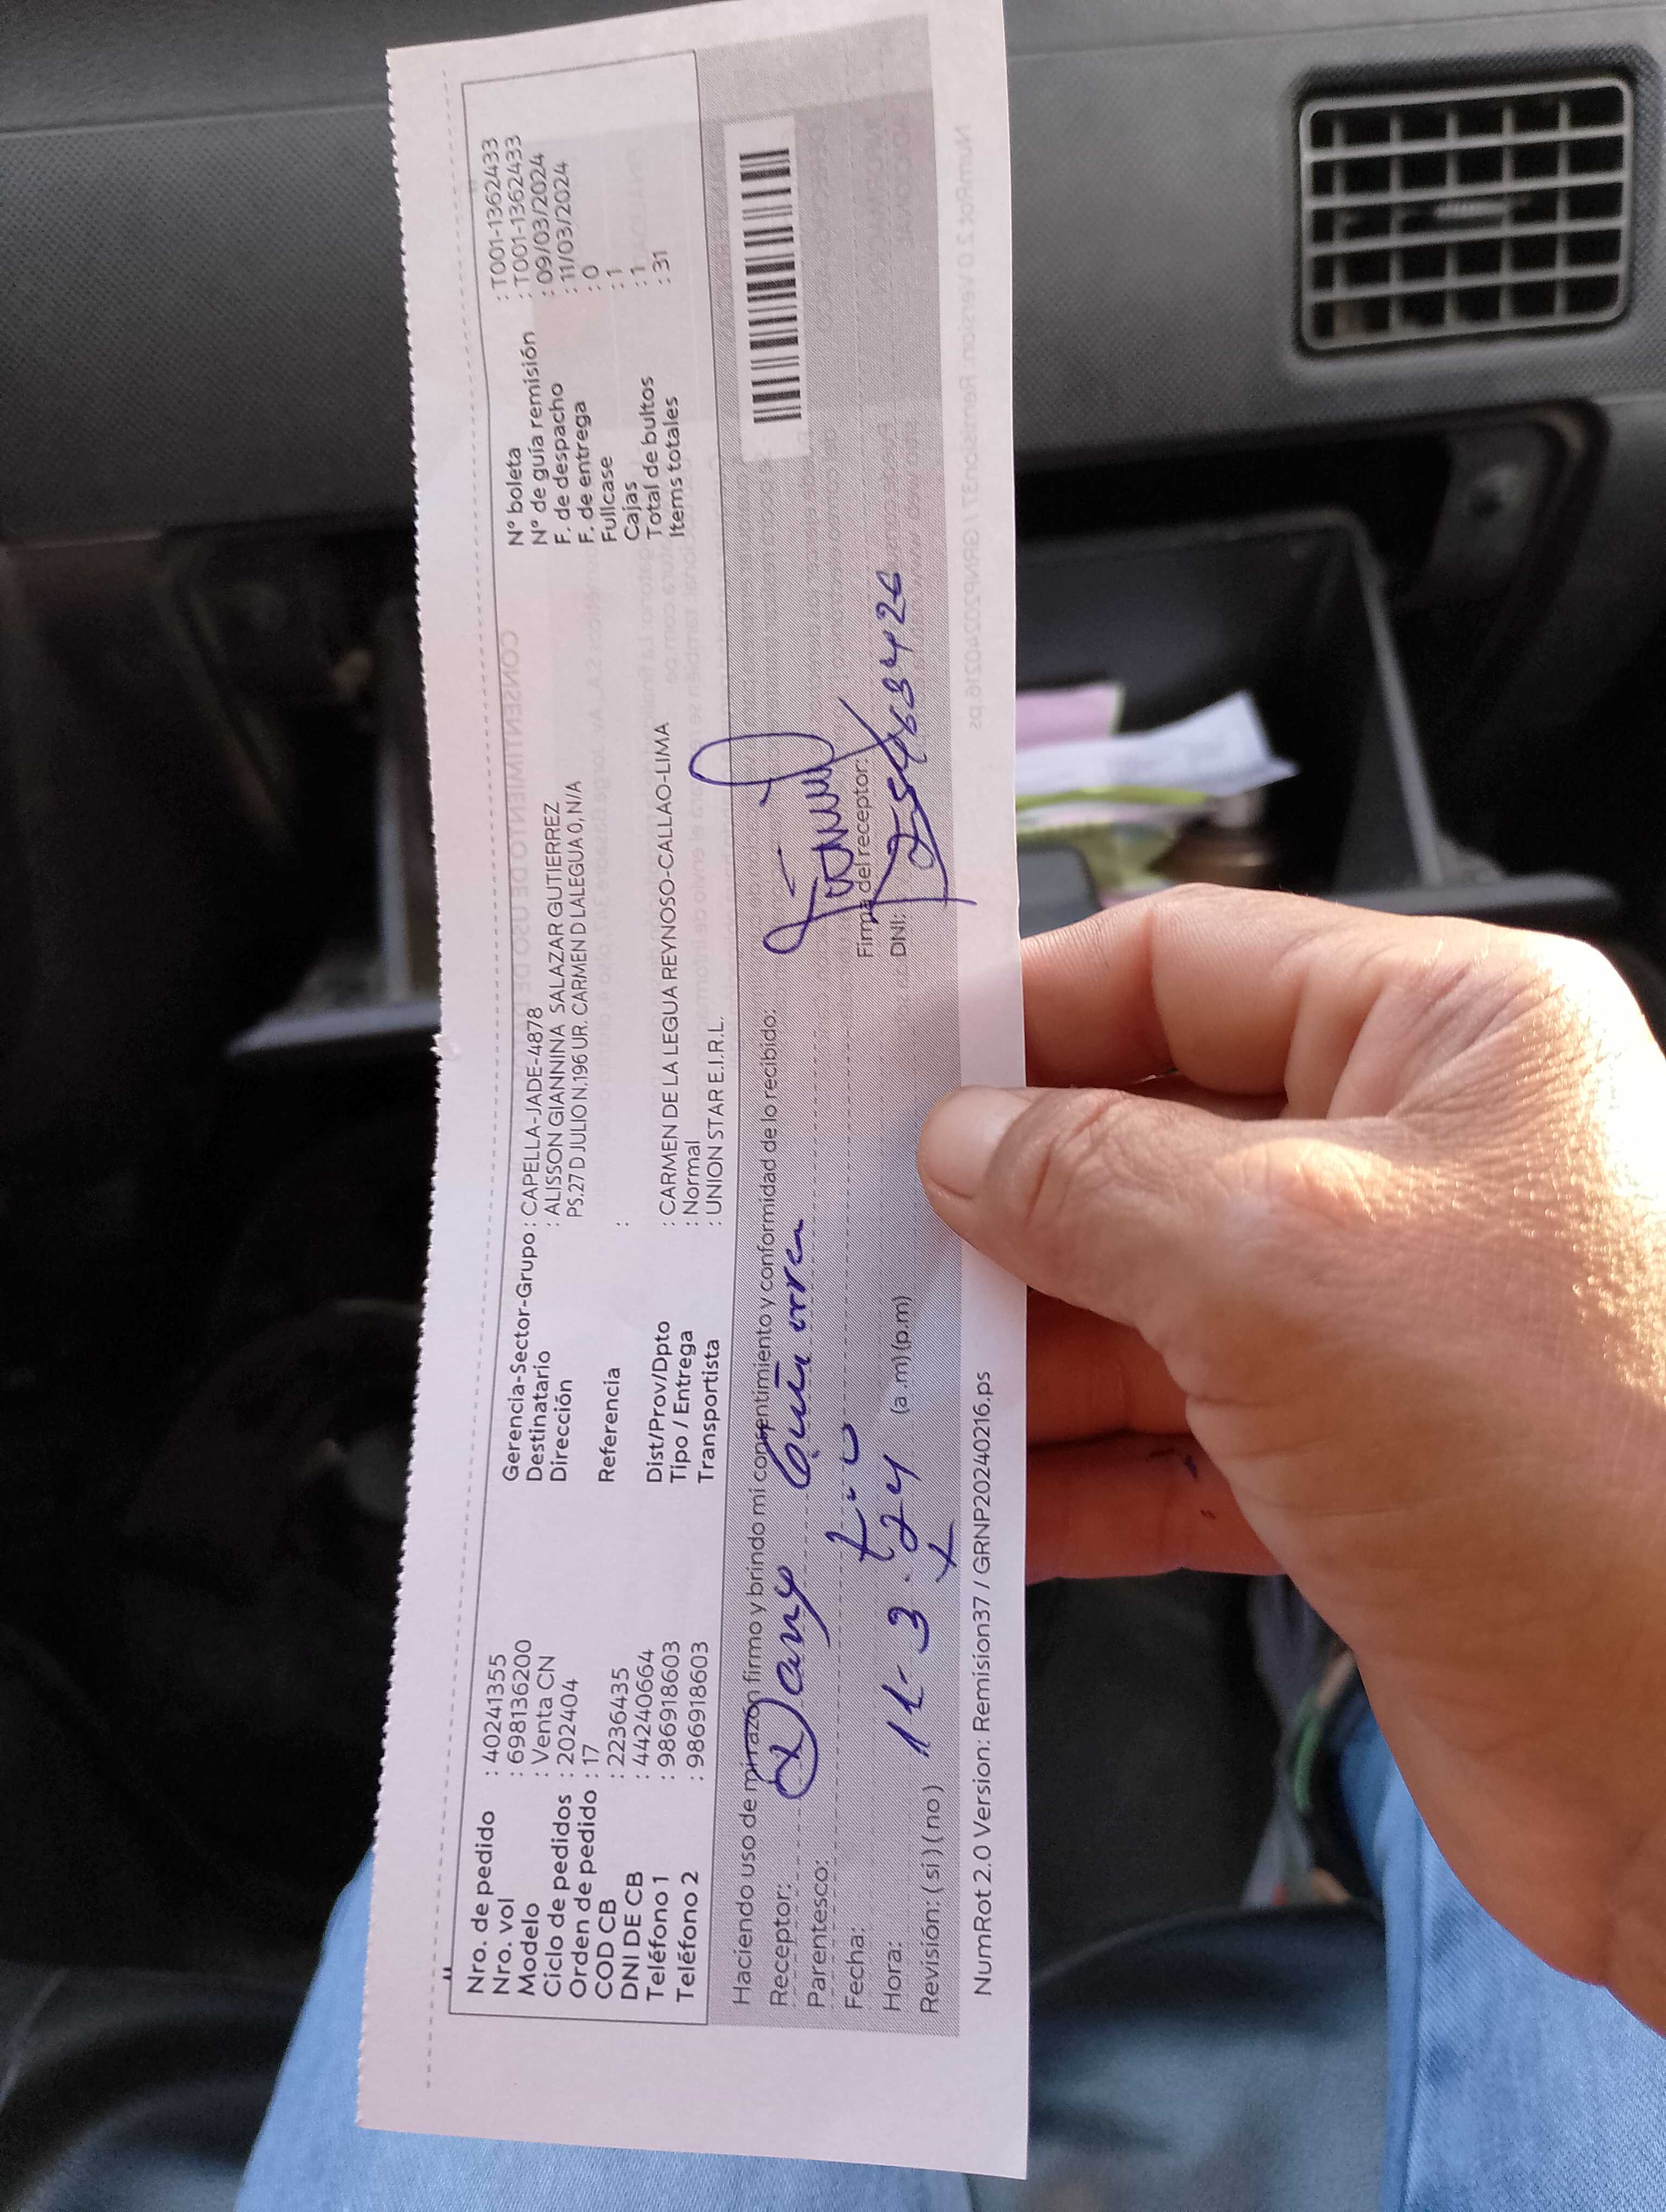 Nro. de pedido : 40241355
Nro. vol : 698136200
Modelo : Venta CN
Ciclo de pedidos : 202404
Orden de pedido : 17
COD CB : 2236435
DNI DE CB : 44240664
Teléfono 1 : 986918603
Teléfono 2 : 986918603
Gerencia-Sector-Grupo : CAPELLA-JADE-4878
Destinatario : ALISSON GIANNINA SALAZAR GUTIERREZ
Dirección PS.27 D JULIO N.196 UR. CARMEN D LALEGUA 0, N/A
Referencia :
Dist/Prov/Dpto : CARMEN DE LA LEGUA REYNOSO-CALLAO-LIMA
Tipo / Entrega : Normal
Transportista : UNION STAR E.I.R.L.
N° boleta : T001-1362433
N° de guía remisión : T001-1362433
F. de despacho : 09/03/2024
F. de entrega : 11/03/2024
Fullcase : 0
Cajas : 1
Total de bultos : 1
Items totales : 31
Haciendo uso de mi razón firmo y brindo mi consentimiento y conformidad de lo recibido:
Receptor: Dany
Parentesco: tio
Fecha: 11-3-24
Hora: (a.m) (p.m)
Revisión: ( si ) ( no )
Firma del receptor:
DNI:
NumRot 2.0 Version: Remision37 / GRNP20240216.ps